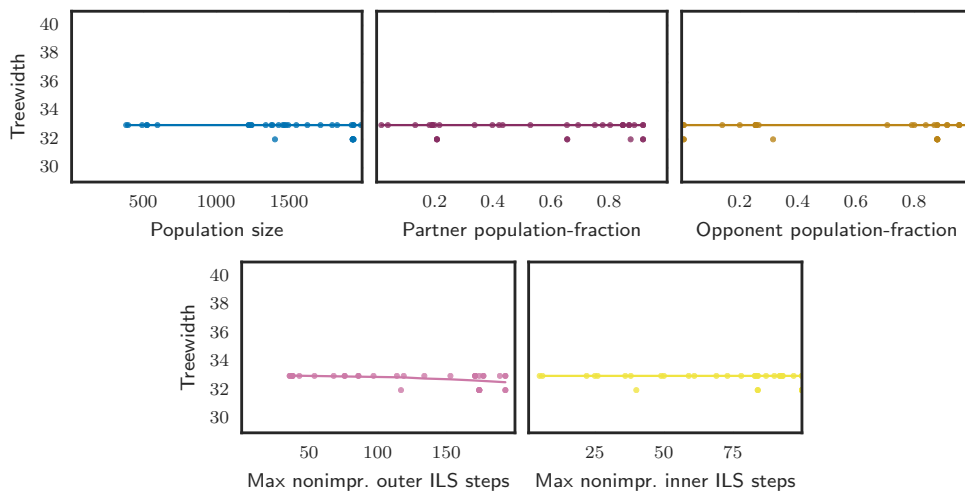 40
38
36
34
32
30
Treewidth
500 1000 1500
0.2 0.4 0.6 0.8
0.2 0.4 0.6 0.8
Population size
Partner population-fraction
Opponent population-fraction
40
38
36
34
32
30
Treewidth
50 100 150
25 50 75
Max nonimpr. outer ILS steps
Max nonimpr. inner ILS steps